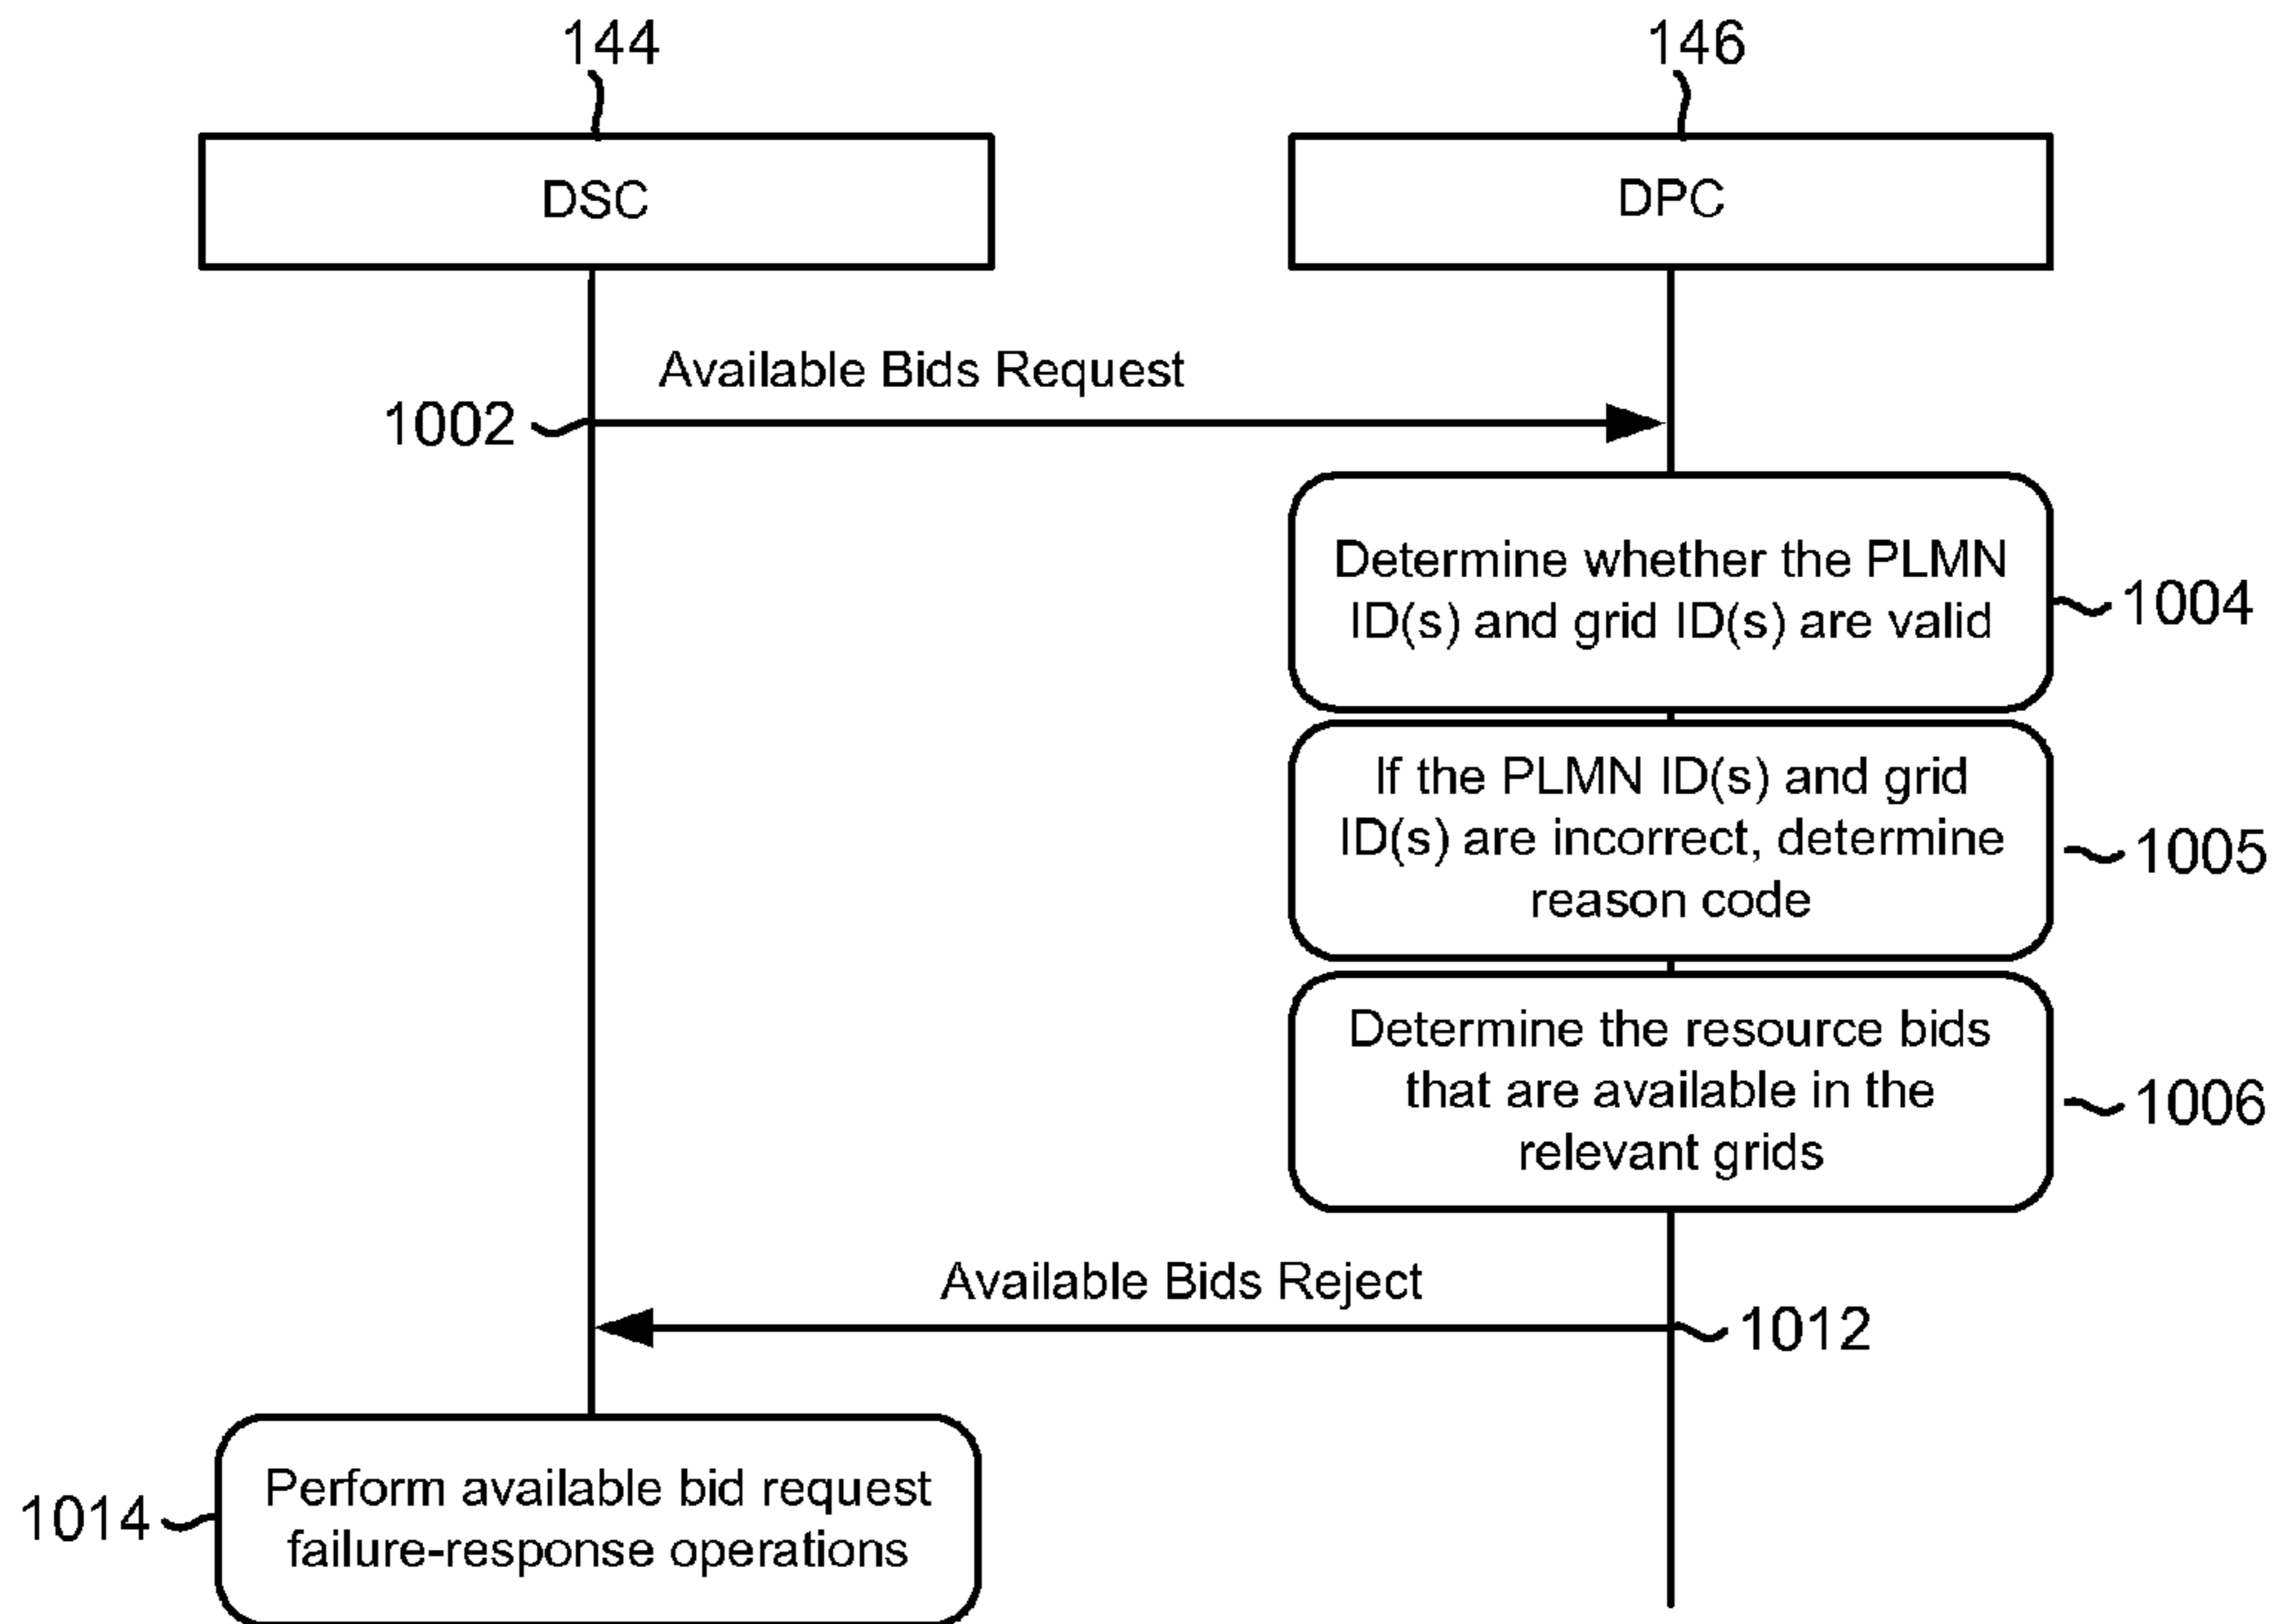 144
146
DSC
DPC
Available Bids Request
1002
Determine whether the PLMN
ID(s) and grid ID(s) are valid
1004
If the PLMN ID(s) and grid
ID(s) are incorrect, determine
reason code
1005
Determine the resource bids
that are available in the
relevant grids
1006
Available Bids Reject
1012
Perform available bid request
failure-response operations
1014